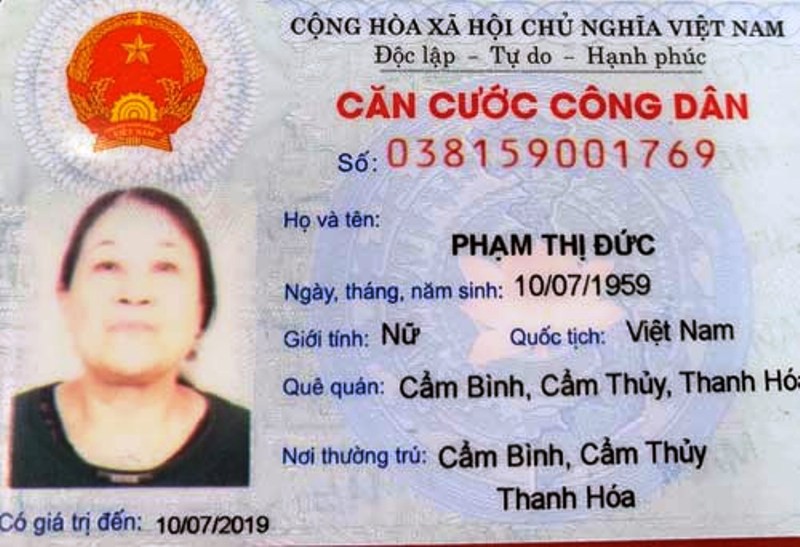 CỘNG HÒA XÃ HỘI CHỦ NGHĨA VIỆT NAM
Độc lập – Tự do – Hạnh phúc
CĂN CƯỚC CÔNG DÂN
Số: 038159001769
Họ và tên:
PHẠM THỊ ĐỨC
Ngày, tháng, năm sinh: 10/07/1959
Giới tính: Nữ Quốc tịch: Việt Nam
Quê quán: Cẩm Bình, Cẩm Thủy, Thanh Hóa
Nơi thường trú: Cẩm Bình, Cẩm Thủy
Thanh Hóa
Có giá trị đến: 10/07/2019
VIỆT NAM